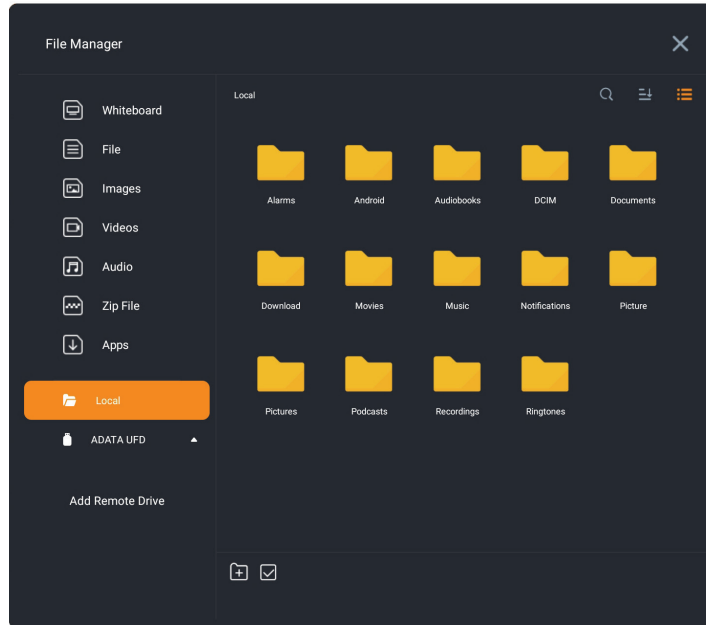 File Manager
Whiteboard
File
Images
Videos
Audio
Zip File
Apps
Local
ADATA UFD
Add Remote Drive
Local
Alarms
Android
Audiobooks
DCIM
Documents
Download
Movies
Music
Notifications
Picture
Pictures
Podcasts
Recordings
Ringtones